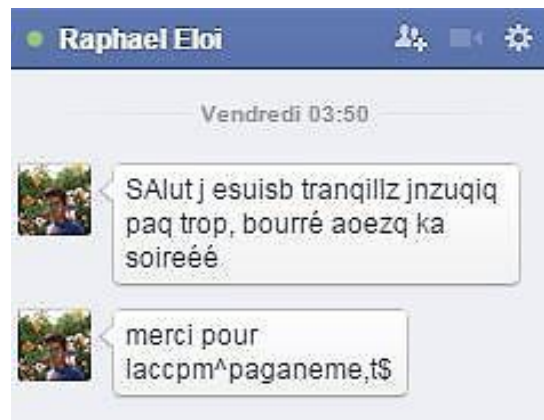 Raphael Eloi
Vendredi 03:50
SAlut j esuisb tranqillz jnzuqiq
paq trop, bourré aoezq ka
soireéé
merci pour
laccpm^paganeme,t$